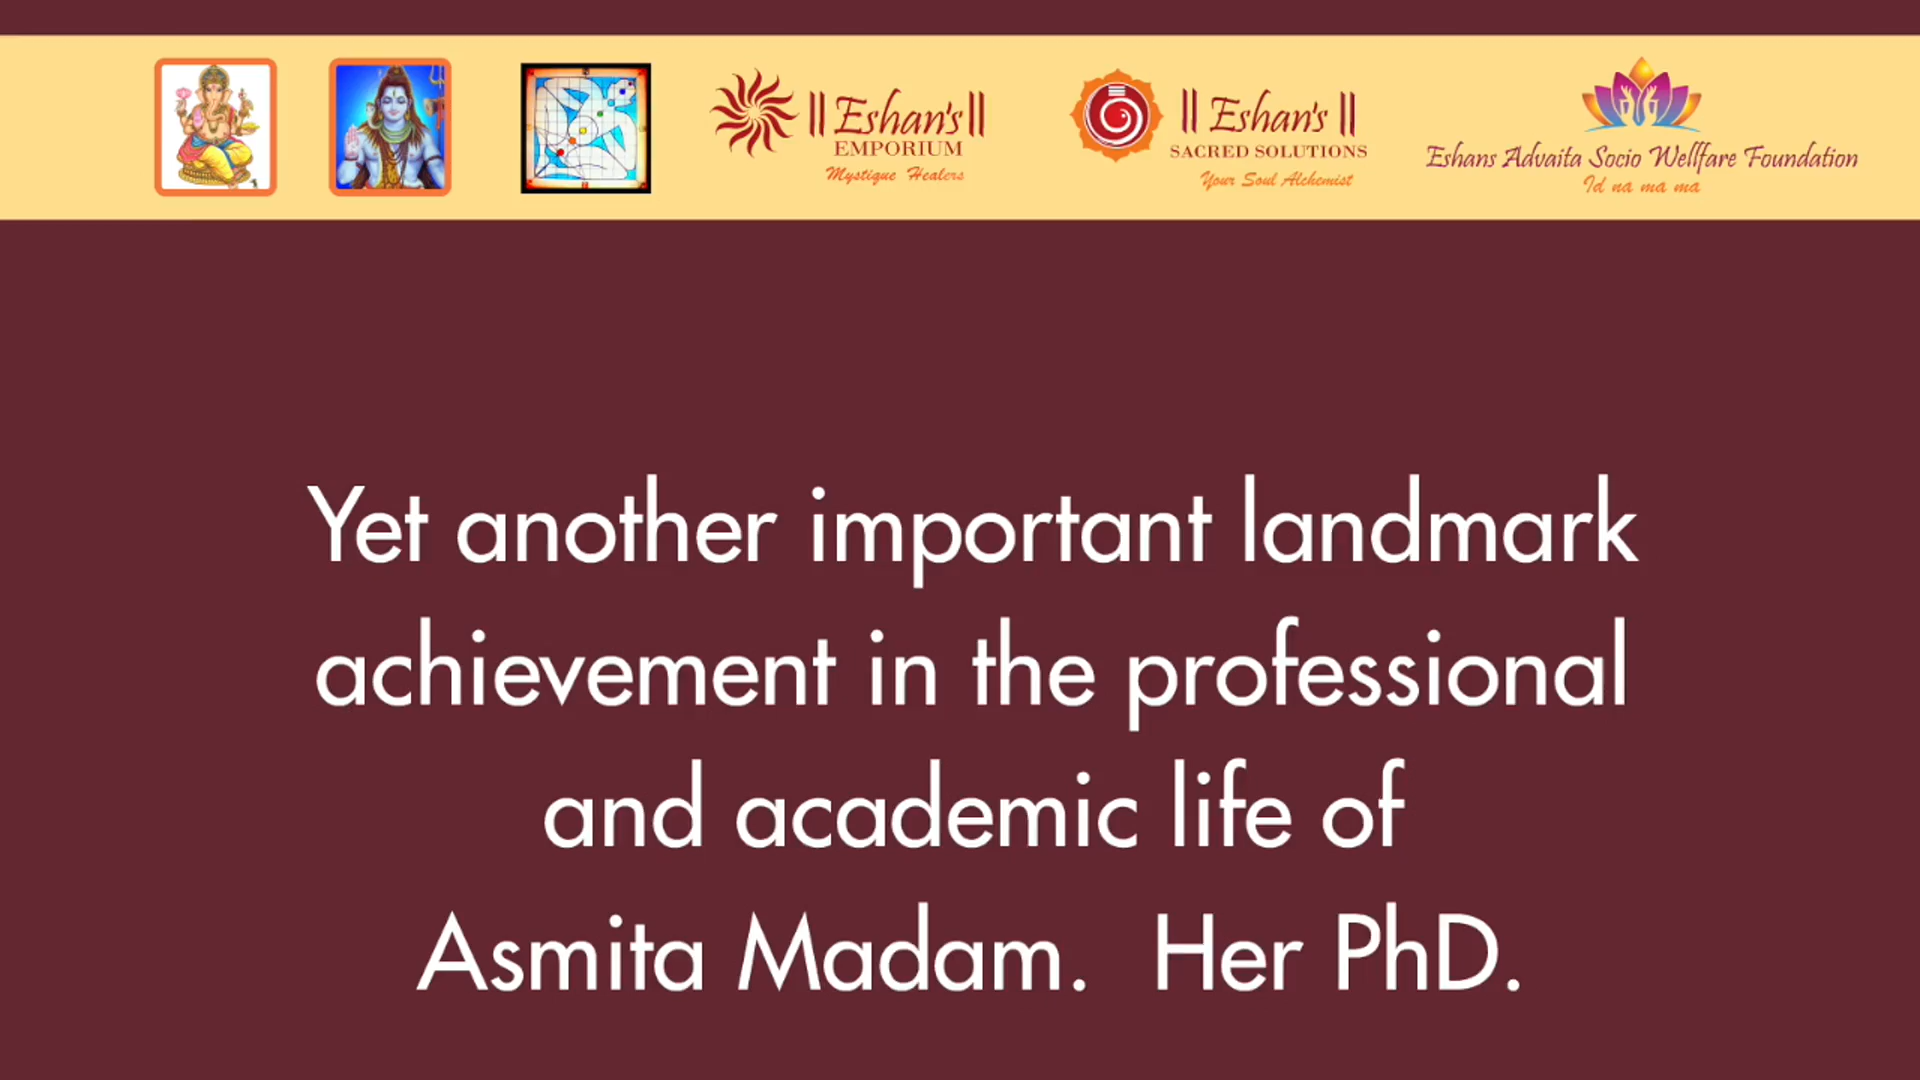 || Eshan's ||
EMPORIUM
Mystique Healers
|| Eshan's ||
SACRED SOLUTIONS
Your Soul Alchemist
Eshans Advaita Socio Wellfare Foundation
Id na ma ma
Yet another important landmark
achievement in the professional
and academic life of
Asmita Madam. Her PhD.